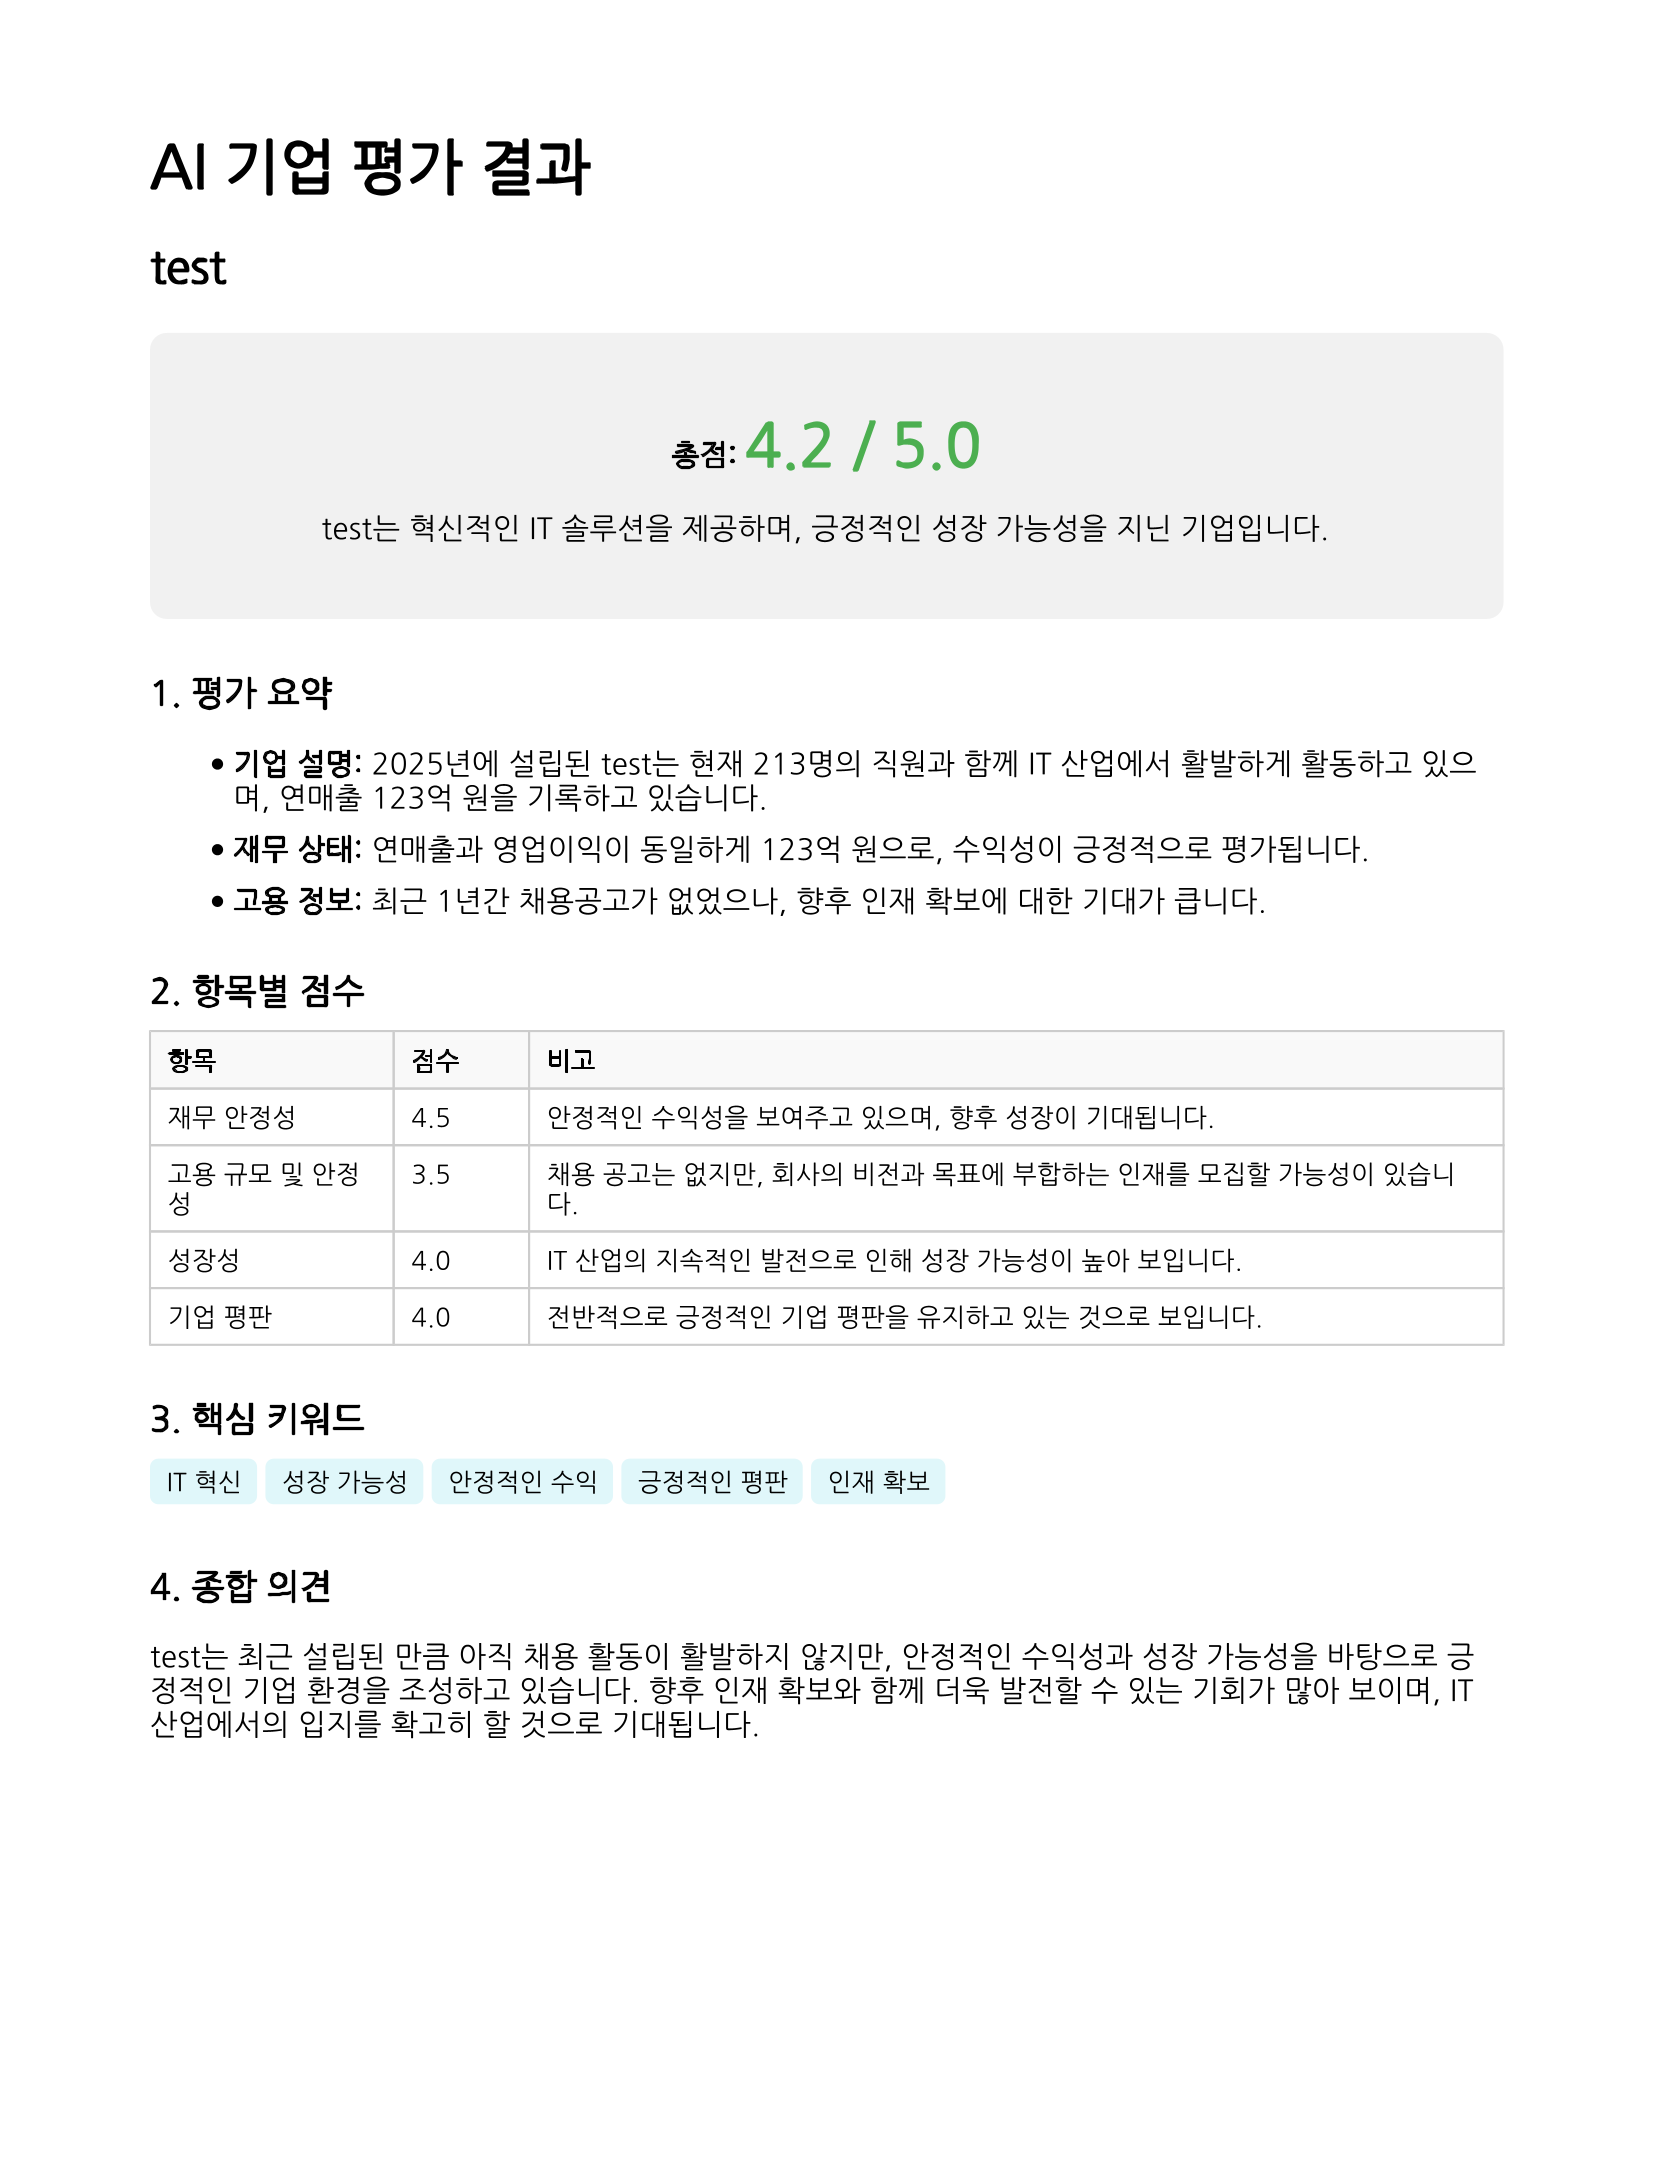 AI 기업 평가 결과
test
총점: 4.2 / 5.0
test는 혁신적인 IT 솔루션을 제공하며, 긍정적인 성장 가능성을 지닌 기업입니다.
1. 평가 요약
• 기업 설명: 2025년에 설립된 test는 현재 213명의 직원과 함께 IT 산업에서 활발하게 활동하고 있으
며, 연매출 123억 원을 기록하고 있습니다.
• 재무 상태: 연매출과 영업이익이 동일하게 123억 원으로, 수익성이 긍정적으로 평가됩니다.
• 고용 정보: 최근 1년간 채용공고가 없었으나, 향후 인재 확보에 대한 기대가 큽니다.
2. 항목별 점수
항목 점수 비고
재무 안정성 4.5 안정적인 수익성을 보여주고 있으며, 향후 성장이 기대됩니다.
고용 규모 및 안정 3.5 채용 공고는 없지만, 회사의 비전과 목표에 부합하는 인재를 모집할 가능성이 있습니
성 다.
성장성 4.0 IT 산업의 지속적인 발전으로 인해 성장 가능성이 높아 보입니다.
기업 평판 4.0 전반적으로 긍정적인 기업 평판을 유지하고 있는 것으로 보입니다.
3. 핵심 키워드
IT 혁신 성장 가능성 안정적인 수익 긍정적인 평판 인재 확보
4. 종합 의견
test는 최근 설립된 만큼 아직 채용 활동이 활발하지 않지만, 안정적인 수익성과 성장 가능성을 바탕으로 긍
정적인 기업 환경을 조성하고 있습니다. 향후 인재 확보와 함께 더욱 발전할 수 있는 기회가 많아 보이며, IT
산업에서의 입지를 확고히 할 것으로 기대됩니다.